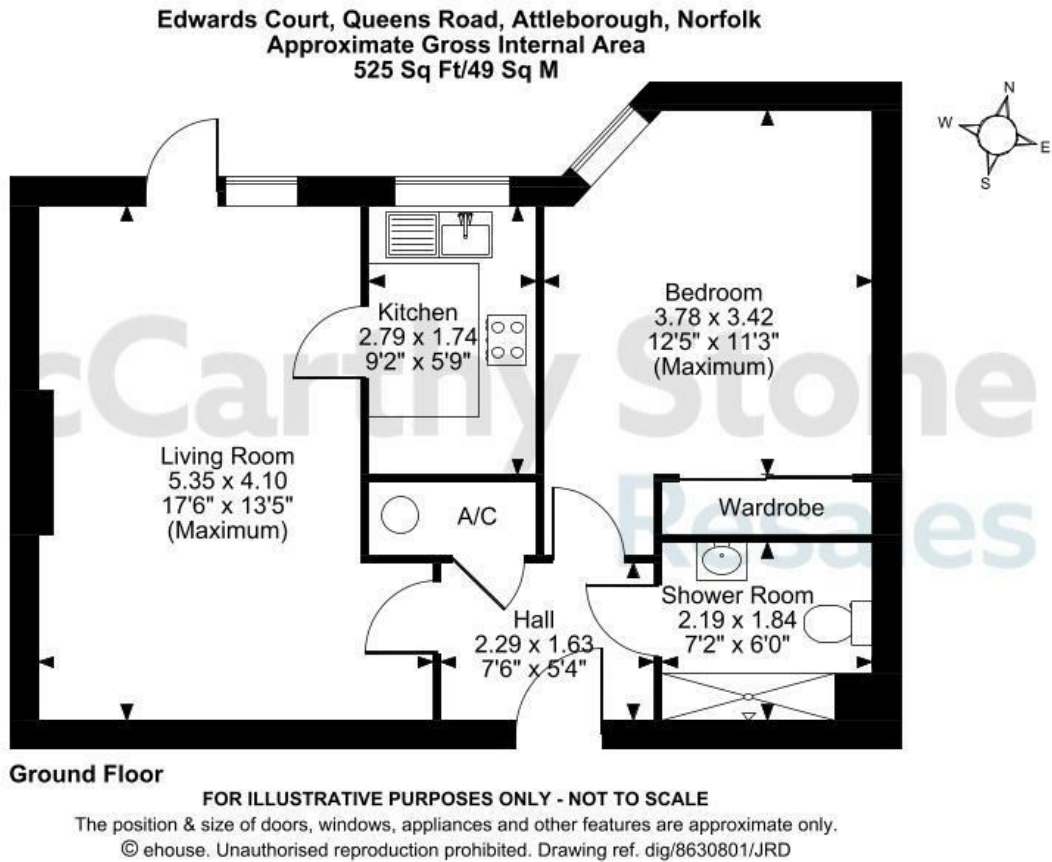 Edwards Court, Queens Road, Attleborough, Norfolk
Approximate Gross Internal Area
525 Sq Ft/49 Sq M
N
W
E
S
Kitchen
2.79 x 1.74
9'2" x 5'9"
Bedroom
3.78 x 3.42
12'5" x 11'3"
(Maximum)
cCarthy Stone
Resales
Living Room
5.35 x 4.10
17'6" x 13'5"
(Maximum)
A/C
Wardrobe
Hall
2.29 x 1.63
7'6" x 5'4"
Shower Room
2.19 x 1.84
7'2" x 6'0"
Ground Floor
FOR ILLUSTRATIVE PURPOSES ONLY - NOT TO SCALE
The position & size of doors, windows, appliances and other features are approximate only.
© ehouse. Unauthorised reproduction prohibited. Drawing ref. dig/8630801/JRD